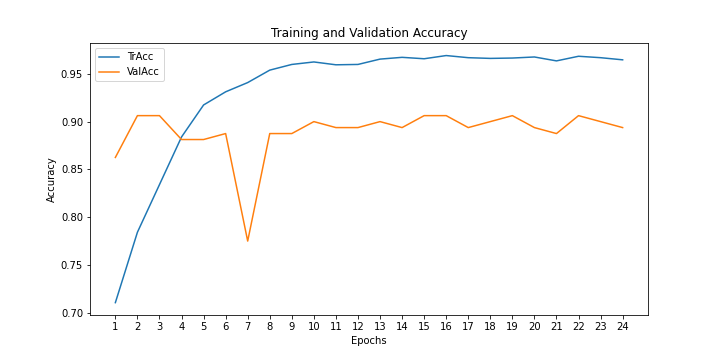 Training and Validation Accuracy
TrAcc
ValAcc
0.95
0.90
0.85
0.80
0.75
0.70
Accuracy
1 2 3 4 5 6 7 8 9 10 11 12 13 14 15 16 17 18 19 20 21 22 23 24
Epochs